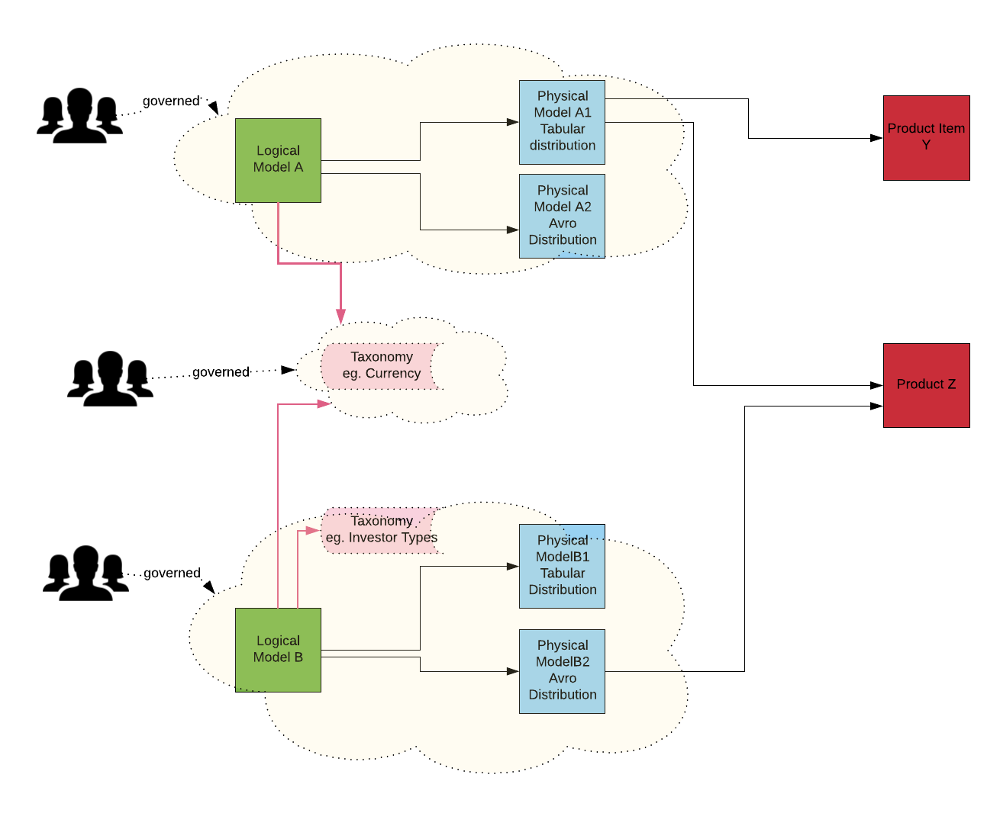 governed
Logical
Model A
Physical
Model A1
Tabular
distribution
Physical
Model A2
Avro
Distribution
Product Item
Y
governed
Taxonomy
eg. Currency
Product Z
governed
Taxonomy
eg. Investor Types
Logical
Model B
Physical
ModelB1
Tabular
Distribution
Physical
ModelB2
Avro
Distribution